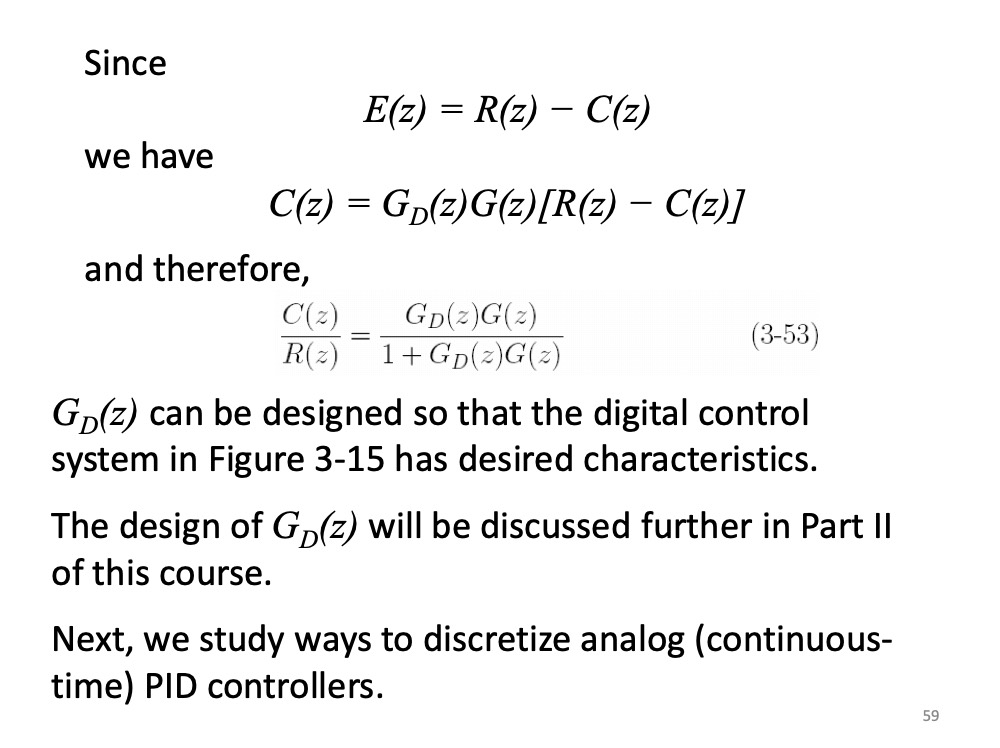 Since
E(z) = R(z) − C(z)
we have
C(z) = G_D(z)G(z)[R(z) − C(z)]
and therefore,
C(z)/R(z) = G_D(z)G(z)/1 + G_D(z)G(z) (3-53)
G_D(z) can be designed so that the digital control
system in Figure 3-15 has desired characteristics.
The design of G_D(z) will be discussed further in Part II
of this course.
Next, we study ways to discretize analog (continuous-
time) PID controllers.
59